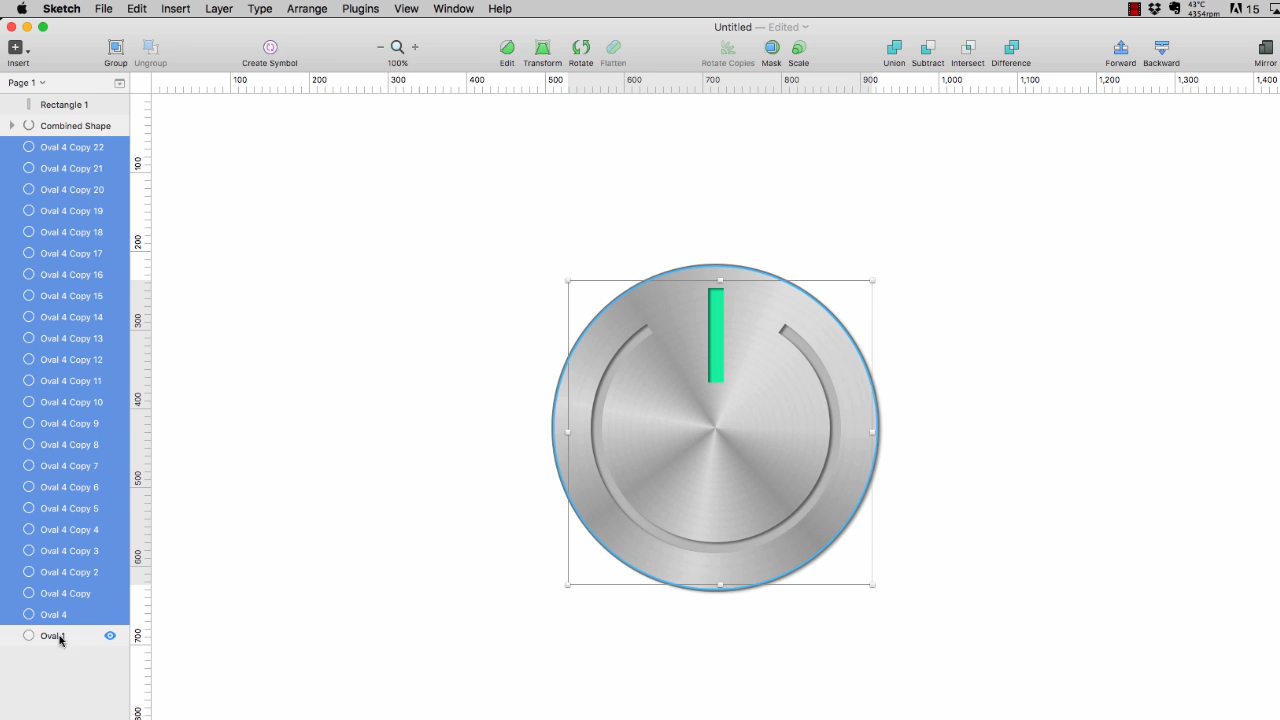 Sketch File Edit Insert Layer Type Arrange Plugins View Window Help 43°C 4354rpm 15
Untitled — Edited
Insert Group Ungroup Create Symbol 100% Edit Transform Rotate Flatten Rotate Copies Mask Scale Union Subtract Intersect Difference Forward Backward Mirror
Page 1
100 200 300 400 500 600 700 800 900 1,000 1,100 1,200 1,300 1,400
Rectangle 1
Combined Shape
Oval 4 Copy 22
Oval 4 Copy 21
Oval 4 Copy 20
Oval 4 Copy 19
Oval 4 Copy 18
Oval 4 Copy 17
Oval 4 Copy 16
Oval 4 Copy 15
Oval 4 Copy 14
Oval 4 Copy 13
Oval 4 Copy 12
Oval 4 Copy 11
Oval 4 Copy 10
Oval 4 Copy 9
Oval 4 Copy 8
Oval 4 Copy 7
Oval 4 Copy 6
Oval 4 Copy 5
Oval 4 Copy 4
Oval 4 Copy 3
Oval 4 Copy 2
Oval 4 Copy
Oval 4
Oval 1
100
200
300
400
500
600
700